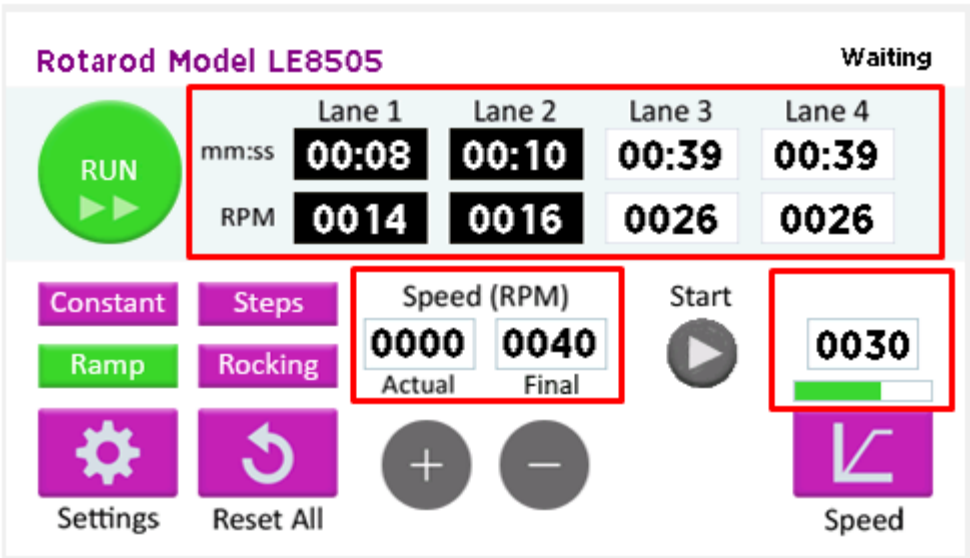 Rotarod Model LE8505 Waiting
Lane 1 Lane 2 Lane 3 Lane 4
RUN mm:ss 00:08 00:10 00:39 00:39
RPM 0014 0016 0026 0026
Constant Steps Speed (RPM) Start
Ramp Rocking 0000 0040 0030
Actual Final
Settings Reset All + − Speed